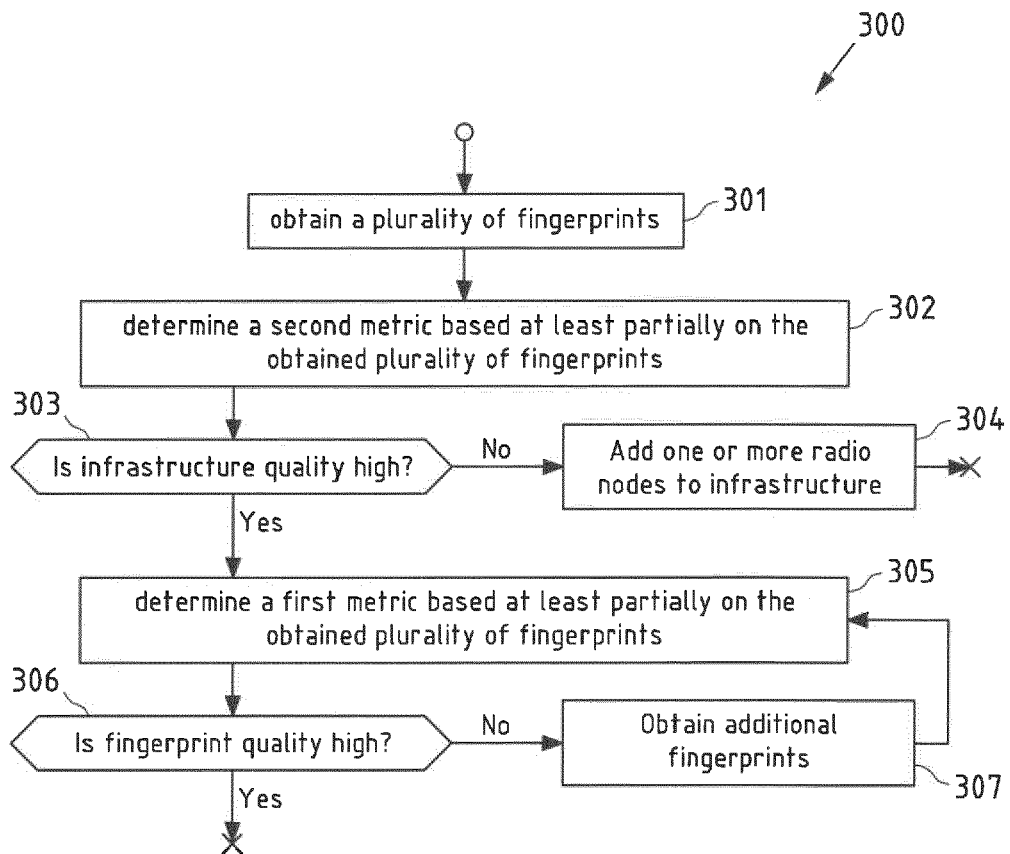 300
obtain a plurality of fingerprints
301
determine a second metric based at least partially on the
obtained plurality of fingerprints
302
303
Is infrastructure quality high?
No
Add one or more radio
nodes to infrastructure
304
Yes
determine a first metric based at least partially on the
obtained plurality of fingerprints
305
306
Is fingerprint quality high?
No
Obtain additional
fingerprints
307
Yes